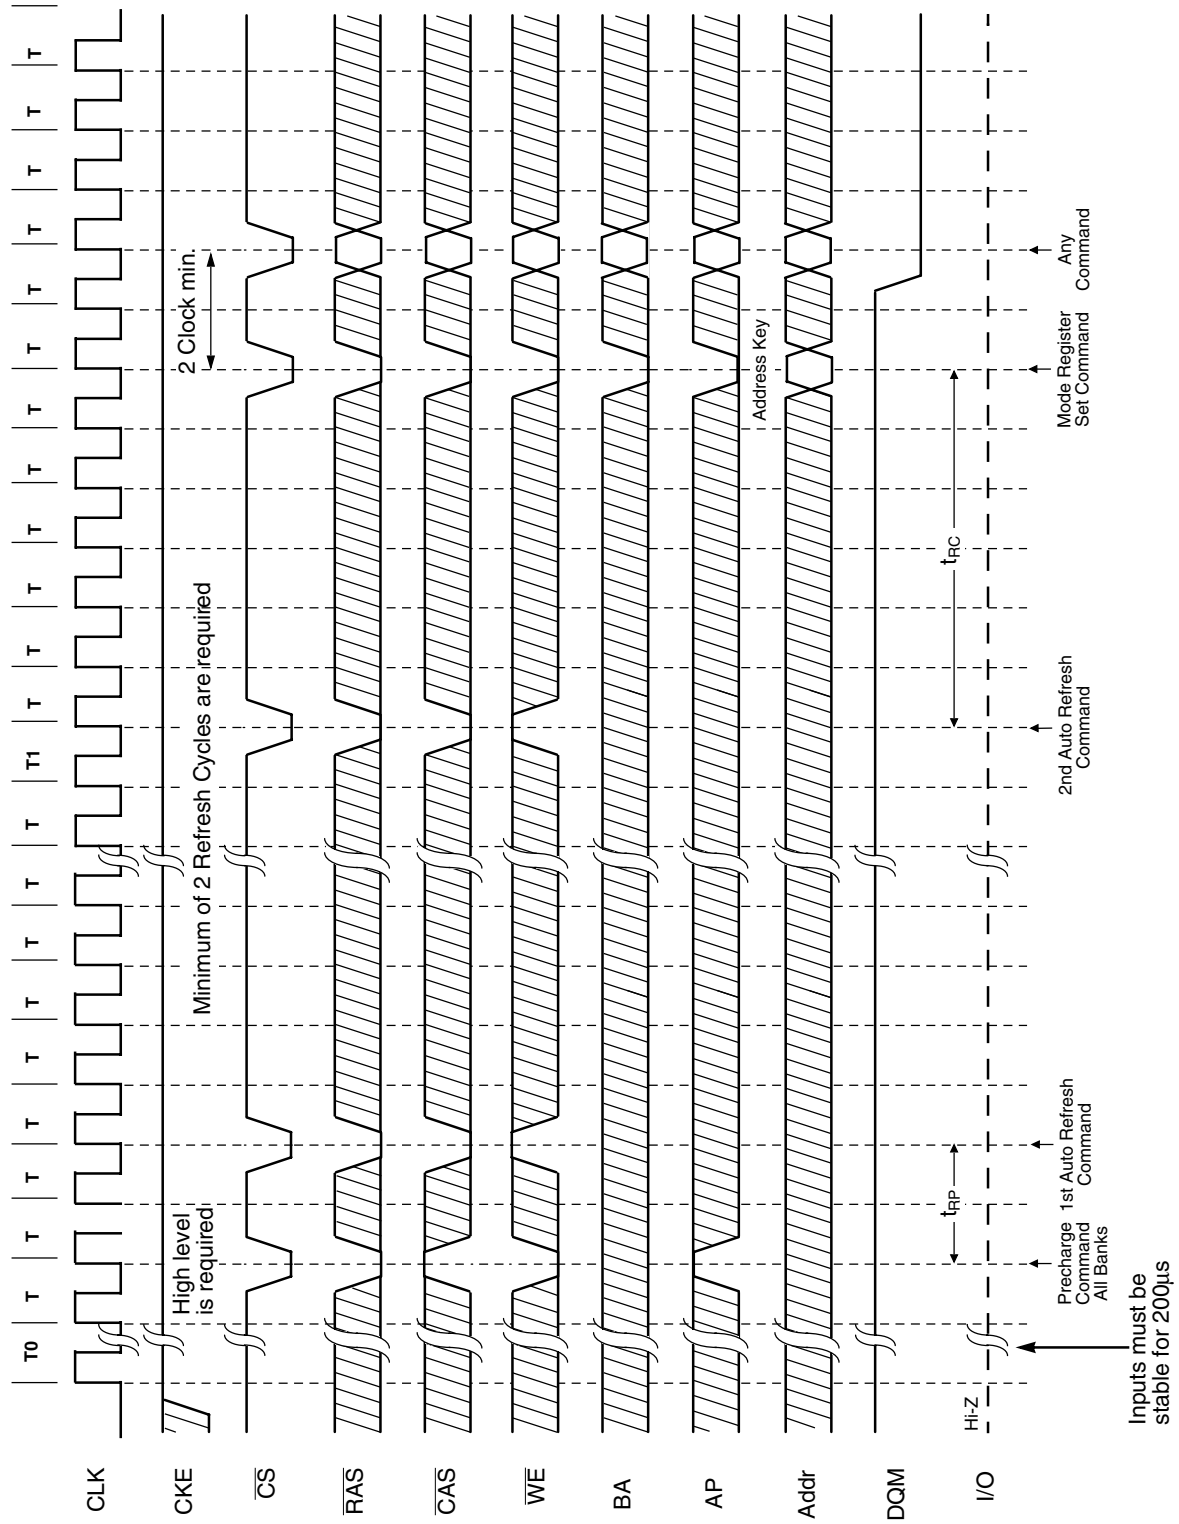 T0 T T T T T T T T T T1 T T T T T T T T T T T T
CLK
CKE
High level
is required
Minimum of 2 Refresh Cycles are required
2 Clock min.
CS
RAS
CAS
WE
BA
AP
Address Key
Addr
DQM
tRP
tRC
Hi-Z
I/O
Precharge
Command
All Banks
1st Auto Refresh
Command
2nd Auto Refresh
Command
Mode Register
Set Command
Any
Command
Inputs must be
stable for 200µs